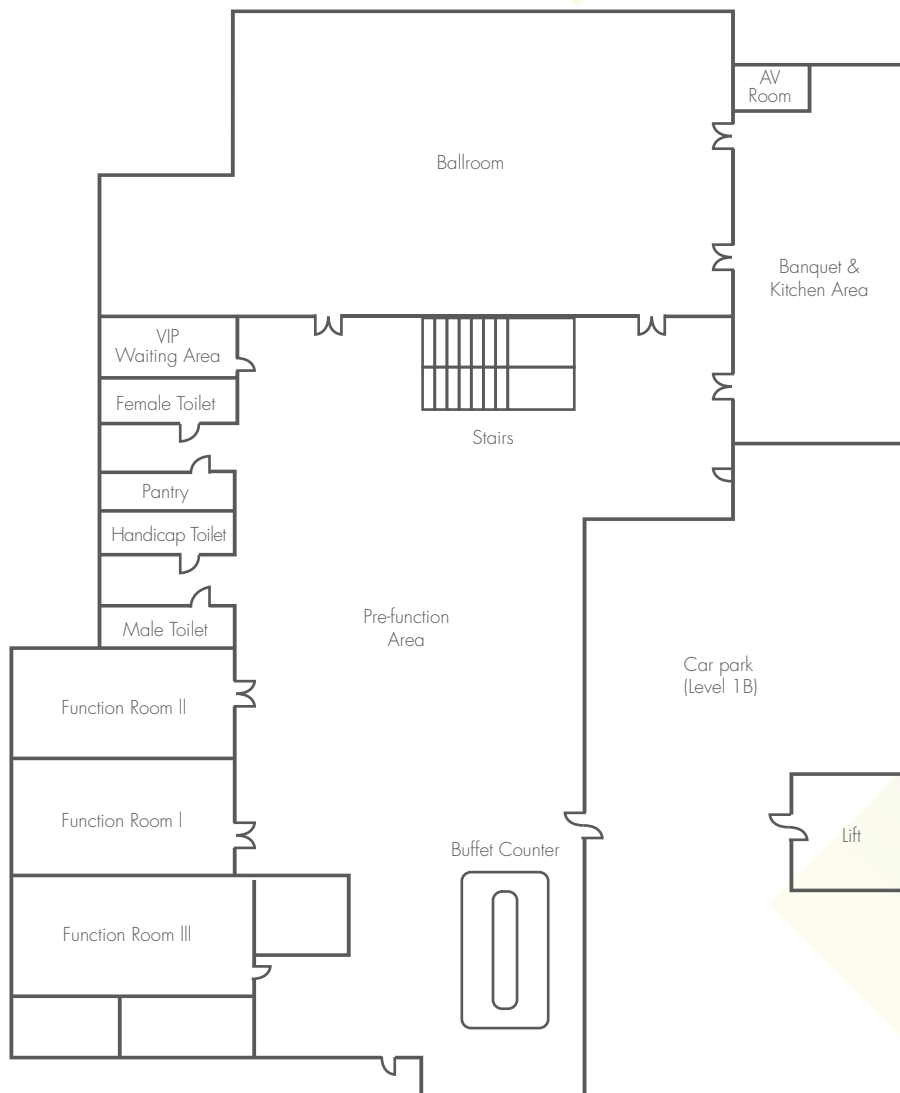 AV
Room
Ballroom
Banquet &
Kitchen Area
VIP
Waiting Area
Female Toilet
Stairs
Pantry
Handicap Toilet
Pre-function
Area
Male Toilet
Car park
(Level 1B)
Function Room II
Function Room I
Buffet Counter
Lift
Function Room III